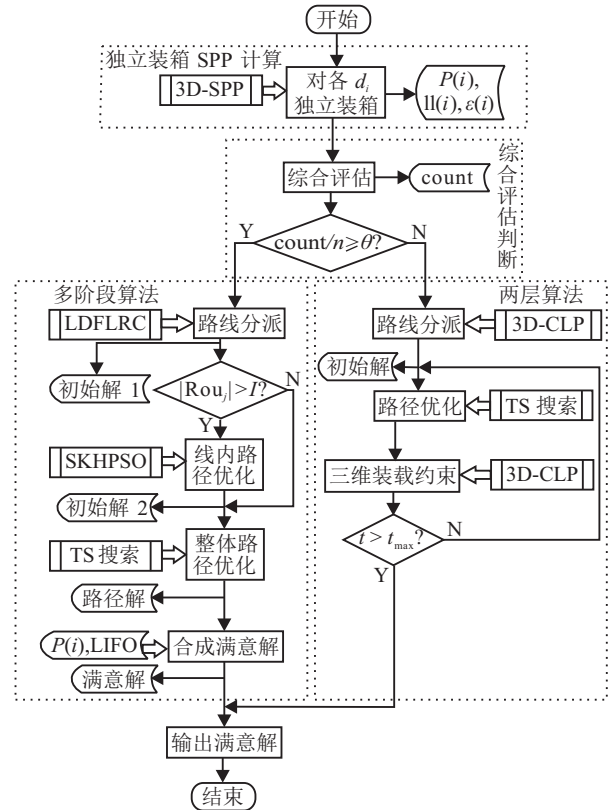 开始
独立装箱 SPP 计算
3D-SPP
对各 dᵢ
独立装箱
P(i),
ll(i), ε(i)
综合评估判断
综合评估
count
Y
count/n≥θ?
N
多阶段算法
LDFLRC
路线分派
初始解 1
|Rouⱼ|>I?
N
Y
SKHPSO
线内路
径优化
初始解 2
TS 搜索
整体路
径优化
路径解
P(i),LIFO
合成满意解
满意解
两层算法
路线分派
3D-CLP
初始解
路径优化
TS 搜索
三维装载约束
3D-CLP
t > tmax?
N
Y
输出满意解
结束